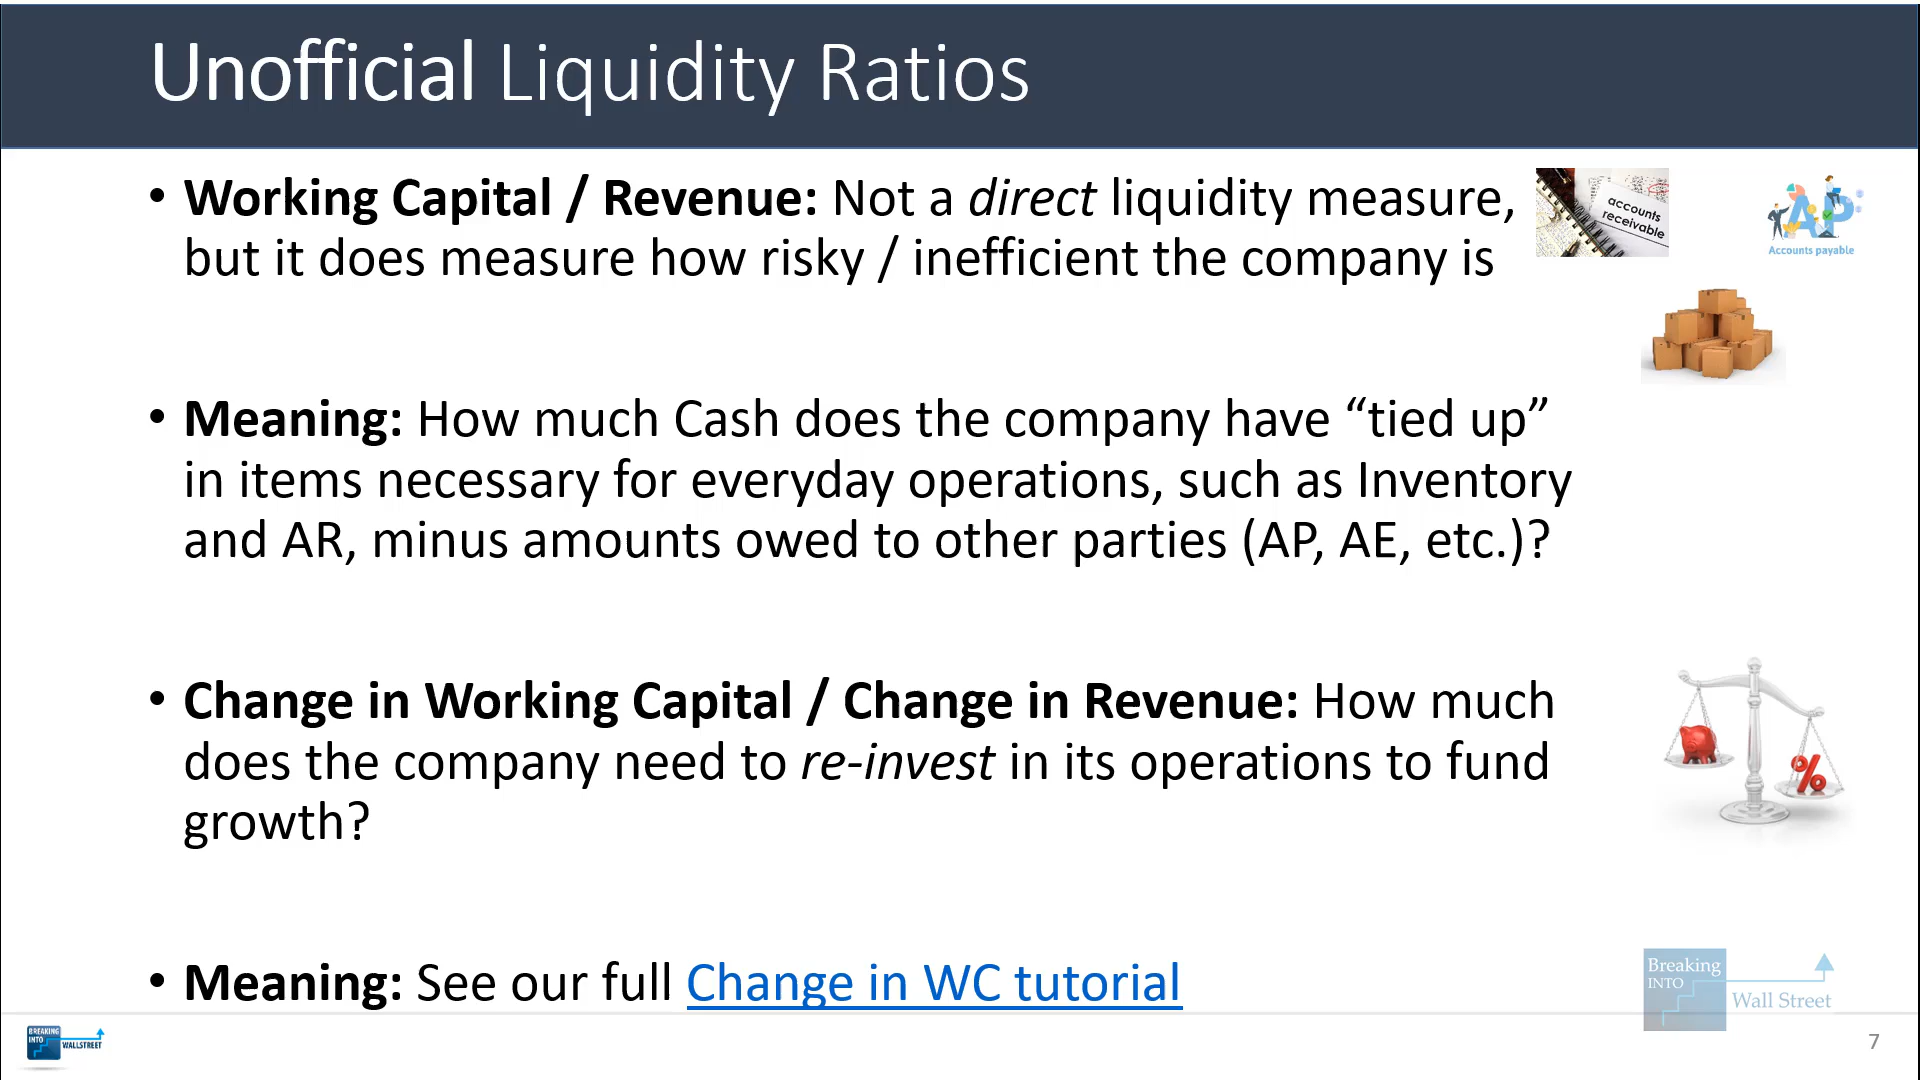 Unofficial Liquidity Ratios
• Working Capital / Revenue: Not a direct liquidity measure,
but it does measure how risky / inefficient the company is
accounts
receivable
AP
Accounts payable
• Meaning: How much Cash does the company have “tied up”
in items necessary for everyday operations, such as Inventory
and AR, minus amounts owed to other parties (AP, AE, etc.)?
• Change in Working Capital / Change in Revenue: How much
does the company need to re-invest in its operations to fund
growth?
%
• Meaning: See our full Change in WC tutorial
Breaking
INTO
Wall Street
BREAKING
INTO
WALLSTREET
7